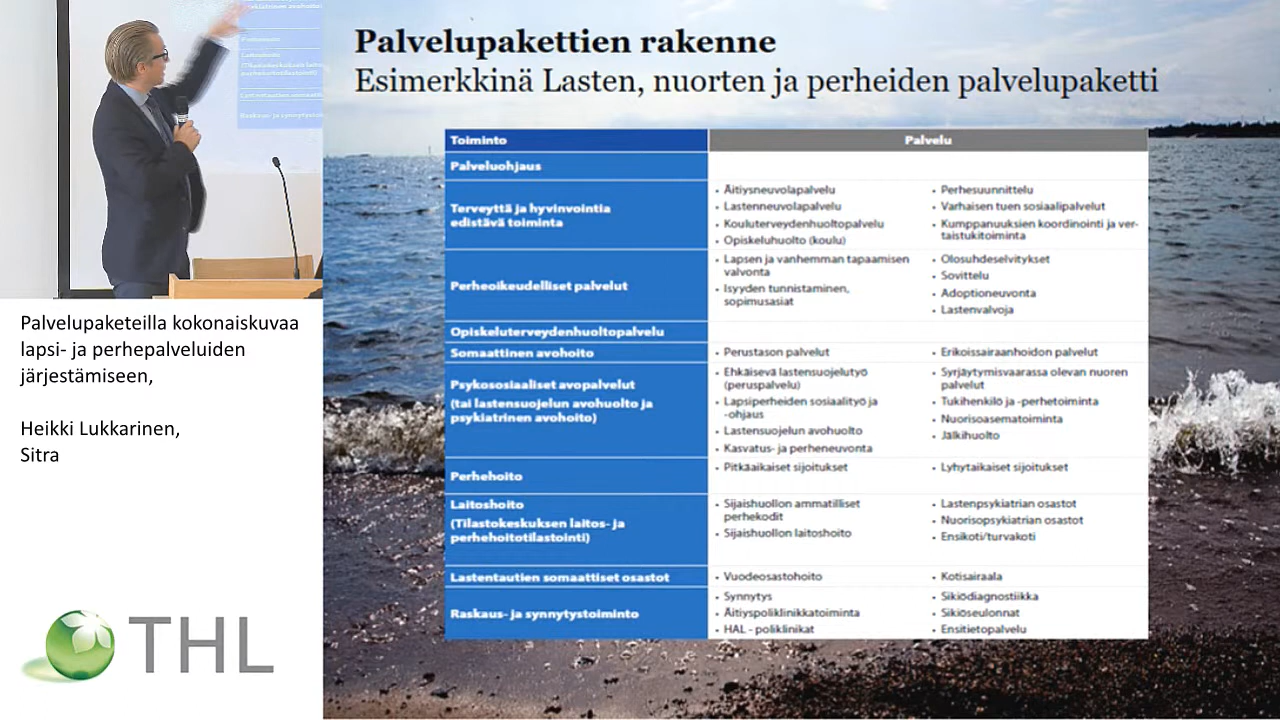 Palvelupakettien rakenne
Esimerkkinä Lasten, nuorten ja perheiden palvelupaketti
Toiminto
Palvelu
Palveluohjaus
Terveyttä ja hyvinvointia
edistävä toiminta
• Äitiysneuvolapalvelu
• Lastenneuvolapalvelu
• Kouluterveydenhuoltopalvelu
• Opiskeluhuolto (koulu)
• Perhesuunnittelu
• Varhaisen tuen sosiaalipalvelut
• Kumppanuuksien koordinointi ja ver-
taistukitoiminta
Perheoikeudelliset palvelut
• Lapsen ja vanhemman tapaamisen
valvonta
• Isyyden tunnistaminen,
sopimusasiat
• Olosuhdeselvitykset
• Sovittelu
• Adoptioneuvonta
• Lastenvalvoja
Opiskeluterveydenhuoltopalvelu
Somaattinen avohoito
• Perustason palvelut
• Erikoissairaanhoidon palvelut
Psykososiaaliset avopalvelut
(tai lastensuojelun avohuolto ja
psykiatrinen avohoito)
• Ehkäisevä lastensuojelutyö
(peruspalvelu)
• Lapsiperheiden sosiaalityö ja
-ohjaus
• Lastensuojelun avohuolto
• Kasvatus- ja perheneuvonta
• Syrjäytymisvaarassa olevan nuoren
palvelut
• Tukihenkilö ja -perhetoiminta
• Nuorisoasematoiminta
• Jälkihuolto
Perhehoito
• Pitkäaikaiset sijoitukset
• Lyhytaikaiset sijoitukset
Laitoshoito
(Tilastokeskuksen laitos- ja
perhehoitotilastointi)
• Sijaishuollon ammatilliset
perhekodit
• Sijaishuollon laitoshoito
• Lastenpsykiatrian osastot
• Nuorisopsykiatrian osastot
• Ensikoti/turvakoti
Lastentautien somaattiset osastot
• Vuodeosastohoito
• Kotisairaala
Raskaus- ja synnytystoiminto
• Synnytys
• Äitiyspoliklinikkatoiminta
• HAL - poliklinikat
• Sikiödiagnostiikka
• Sikiöseulonnat
• Ensitietopalvelu
Palvelupaketeilla kokonaiskuvaa
lapsi- ja perhepalveluiden
järjestämiseen,
Heikki Lukkarinen,
Sitra
THL